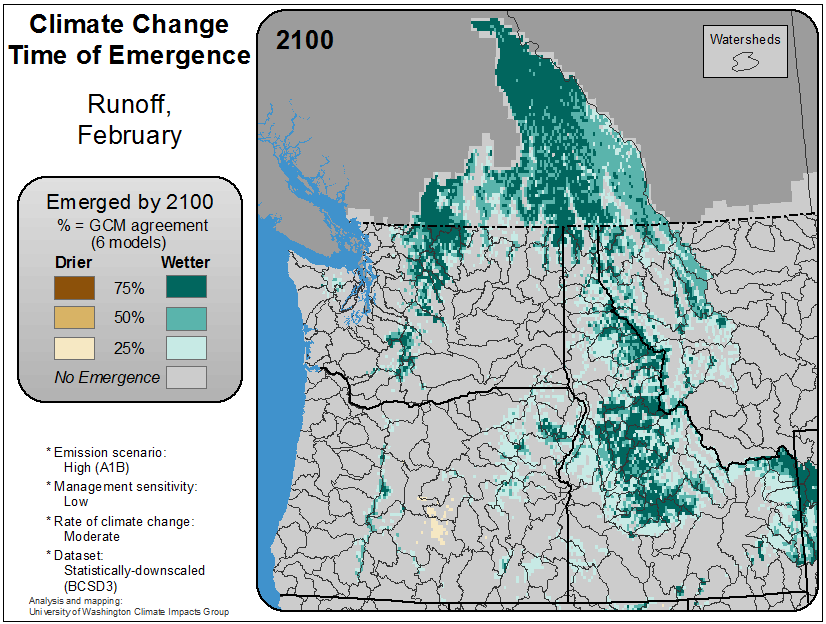 Climate Change
Time of Emergence
Runoff,
February
Emerged by 2100
% = GCM agreement
(6 models)
Drier Wetter
75%
50%
25%
No Emergence
* Emission scenario:
High (A1B)
* Management sensitivity:
Low
* Rate of climate change:
Moderate
* Dataset:
Statistically-downscaled
(BCSD3)
Analysis and mapping:
University of Washington Climate Impacts Group
2100
Watersheds